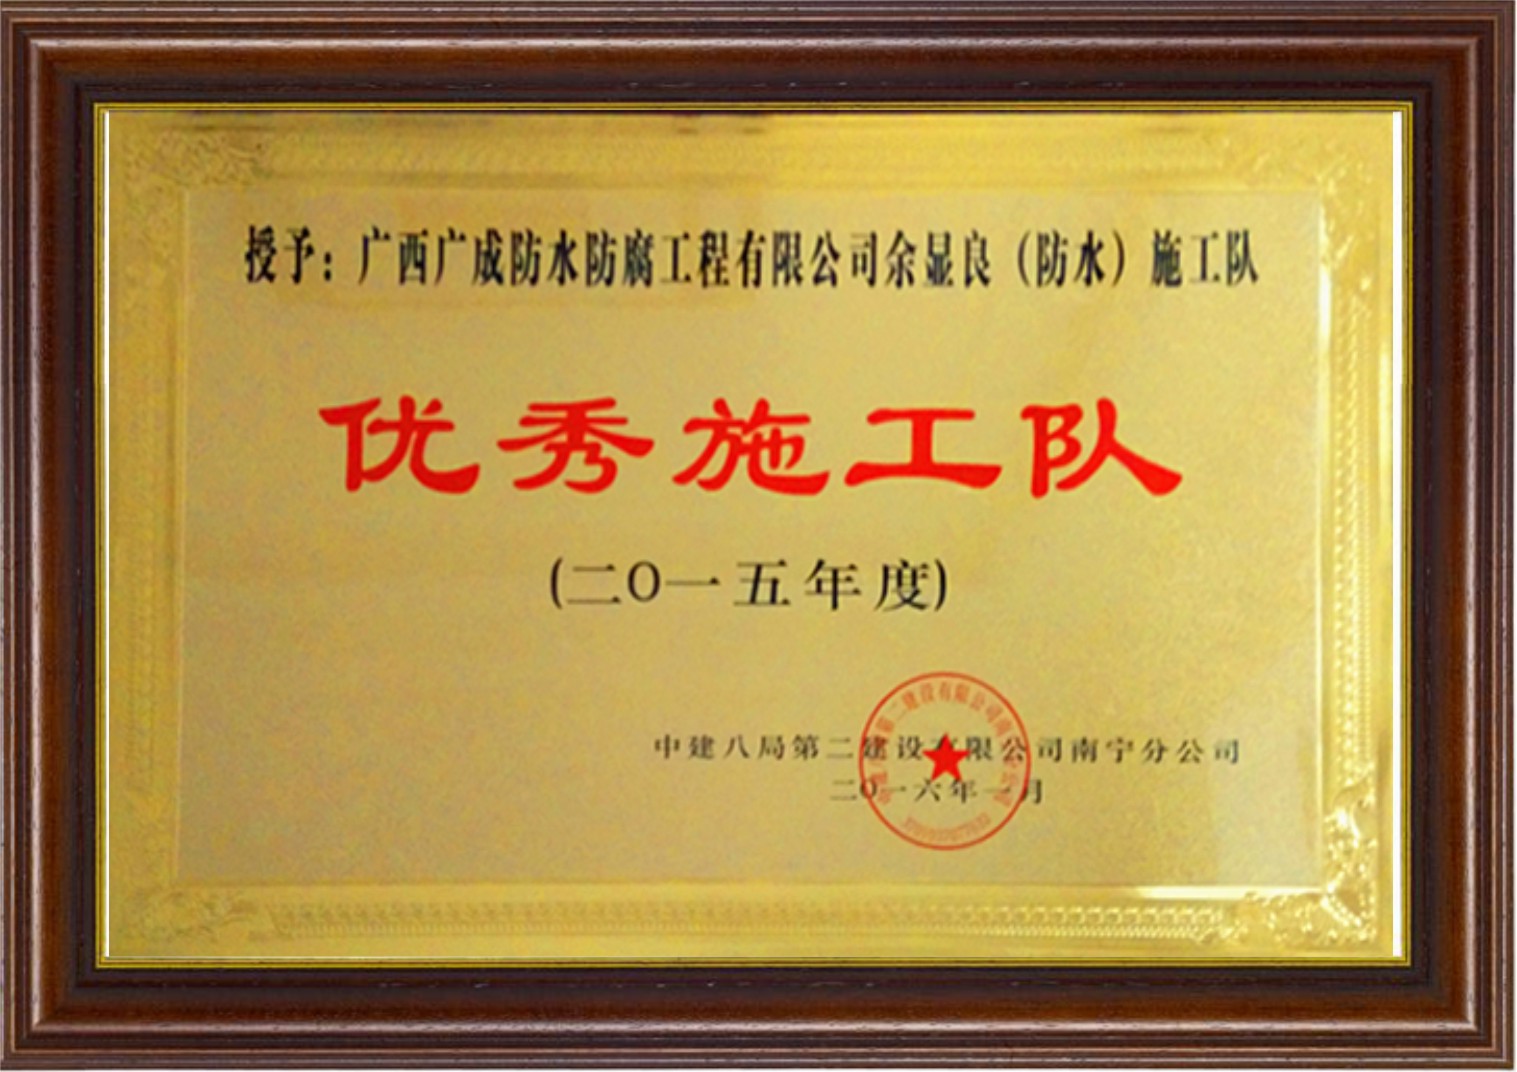 授予：广西广成防水防腐工程有限公司余显良（防水）施工队
优秀施工队
(二O一五年度)
中建八局第二建设有限公司南宁分公司
二O一六年一月